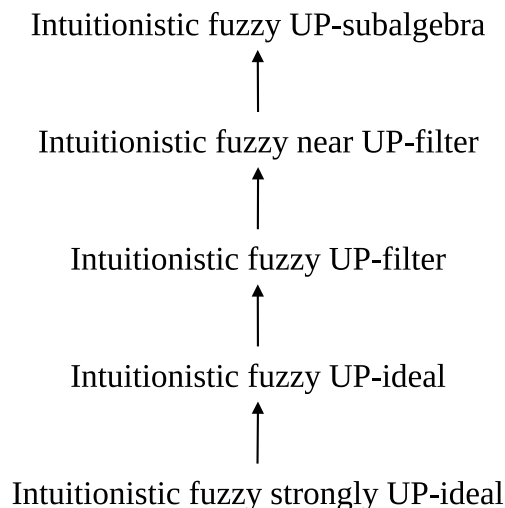 Intuitionistic fuzzy UP-subalgebra
Intuitionistic fuzzy near UP-filter
Intuitionistic fuzzy UP-filter
Intuitionistic fuzzy UP-ideal
Intuitionistic fuzzy strongly UP-ideal